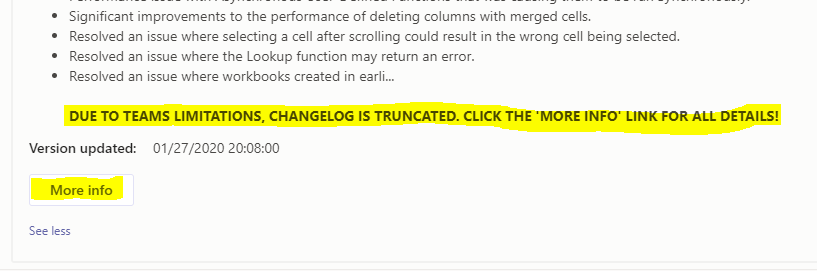 • Significant improvements to the performance of deleting columns with merged cells.
• Resolved an issue where selecting a cell after scrolling could result in the wrong cell being selected.
• Resolved an issue where the Lookup function may return an error.
• Resolved an issue where workbooks created in earli...
DUE TO TEAMS LIMITATIONS, CHANGELOG IS TRUNCATED. CLICK THE 'MORE INFO' LINK FOR ALL DETAILS!
Version updated: 01/27/2020 20:08:00
More info
See less